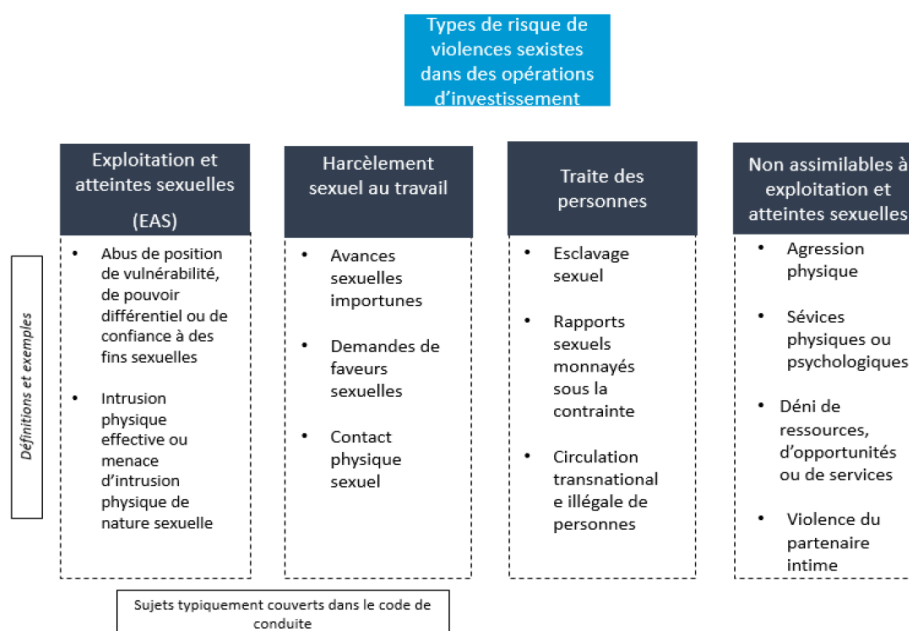 Types de risque de
violences sexistes
dans des opérations
d'investissement
Exploitation et
atteintes sexuelles
(EAS)
Harcèlement
sexuel au travail
Traite des
personnes
Non assimilables à
exploitation et
atteintes sexuelles
Définitions et exemples
• Abus de position
de vulnérabilité,
de pouvoir
différentiel ou de
confiance à des
fins sexuelles
• Intrusion
physique
effective ou
menace
d'intrusion
physique de
nature sexuelle
• Avances
sexuelles
importunes
• Demandes de
faveurs
sexuelles
• Contact
physique
sexuel
• Esclavage
sexuel
• Rapports
sexuels
monnayés
sous la
contrainte
• Circulation
transnational
e illégale de
personnes
• Agression
physique
• Sévices
physiques ou
psychologiques
• Déni de
ressources,
d'opportunités
ou de services
• Violence du
partenaire
intime
Sujets typiquement couverts dans le code de
conduite